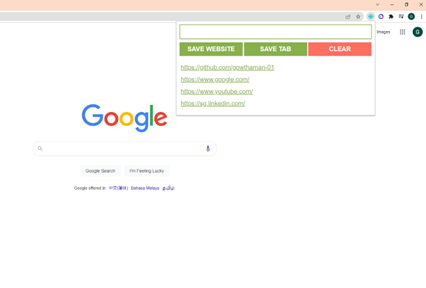 Images
G
G
SAVE WEBSITE SAVE TAB CLEAR
https://github.com/gowthaman-01
https://www.google.com/
https://www.youtube.com/
https://sg.linkedin.com/
Google
Google Search I'm Feeling Lucky
Google offered in: 中文(简体) Bahasa Melayu தமிழ்